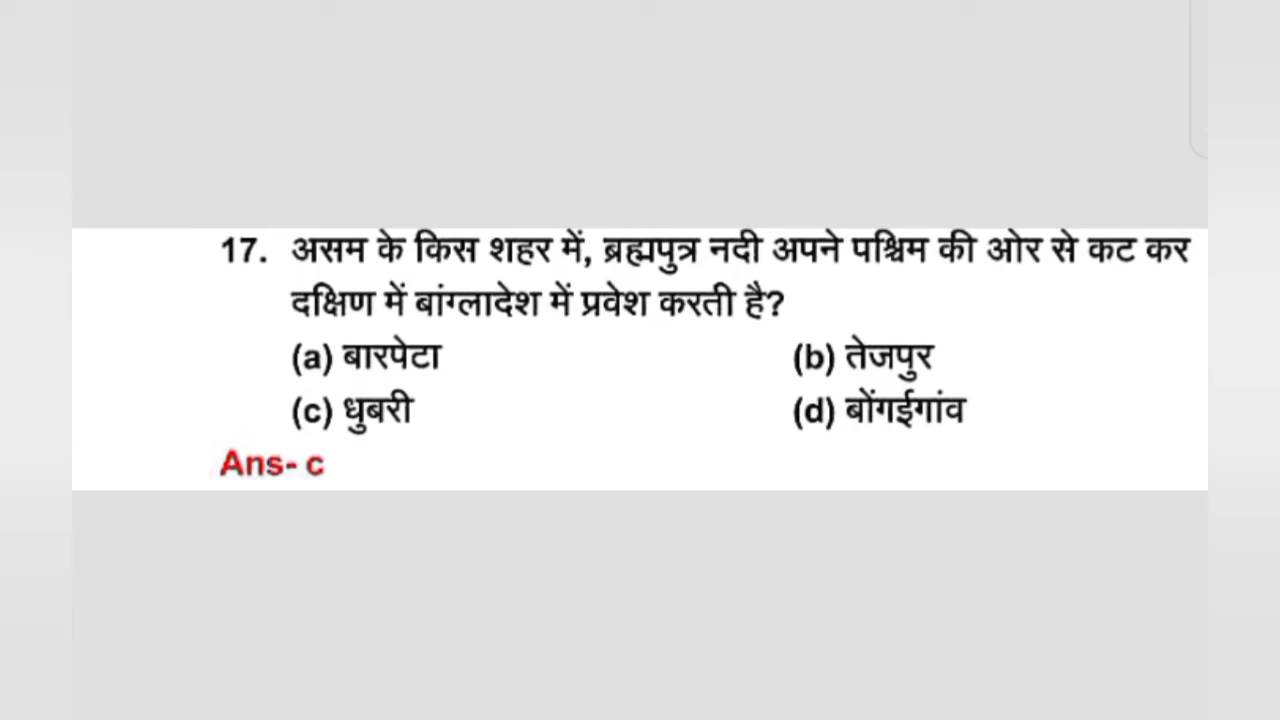 17. असम के किस शहर में, ब्रह्मपुत्र नदी अपने पश्चिम की ओर से कट कर
दक्षिण में बांग्लादेश में प्रवेश करती है?
(a) बारपेटा (b) तेजपुर
(c) धुबरी (d) बोंगईगांव
Ans- c